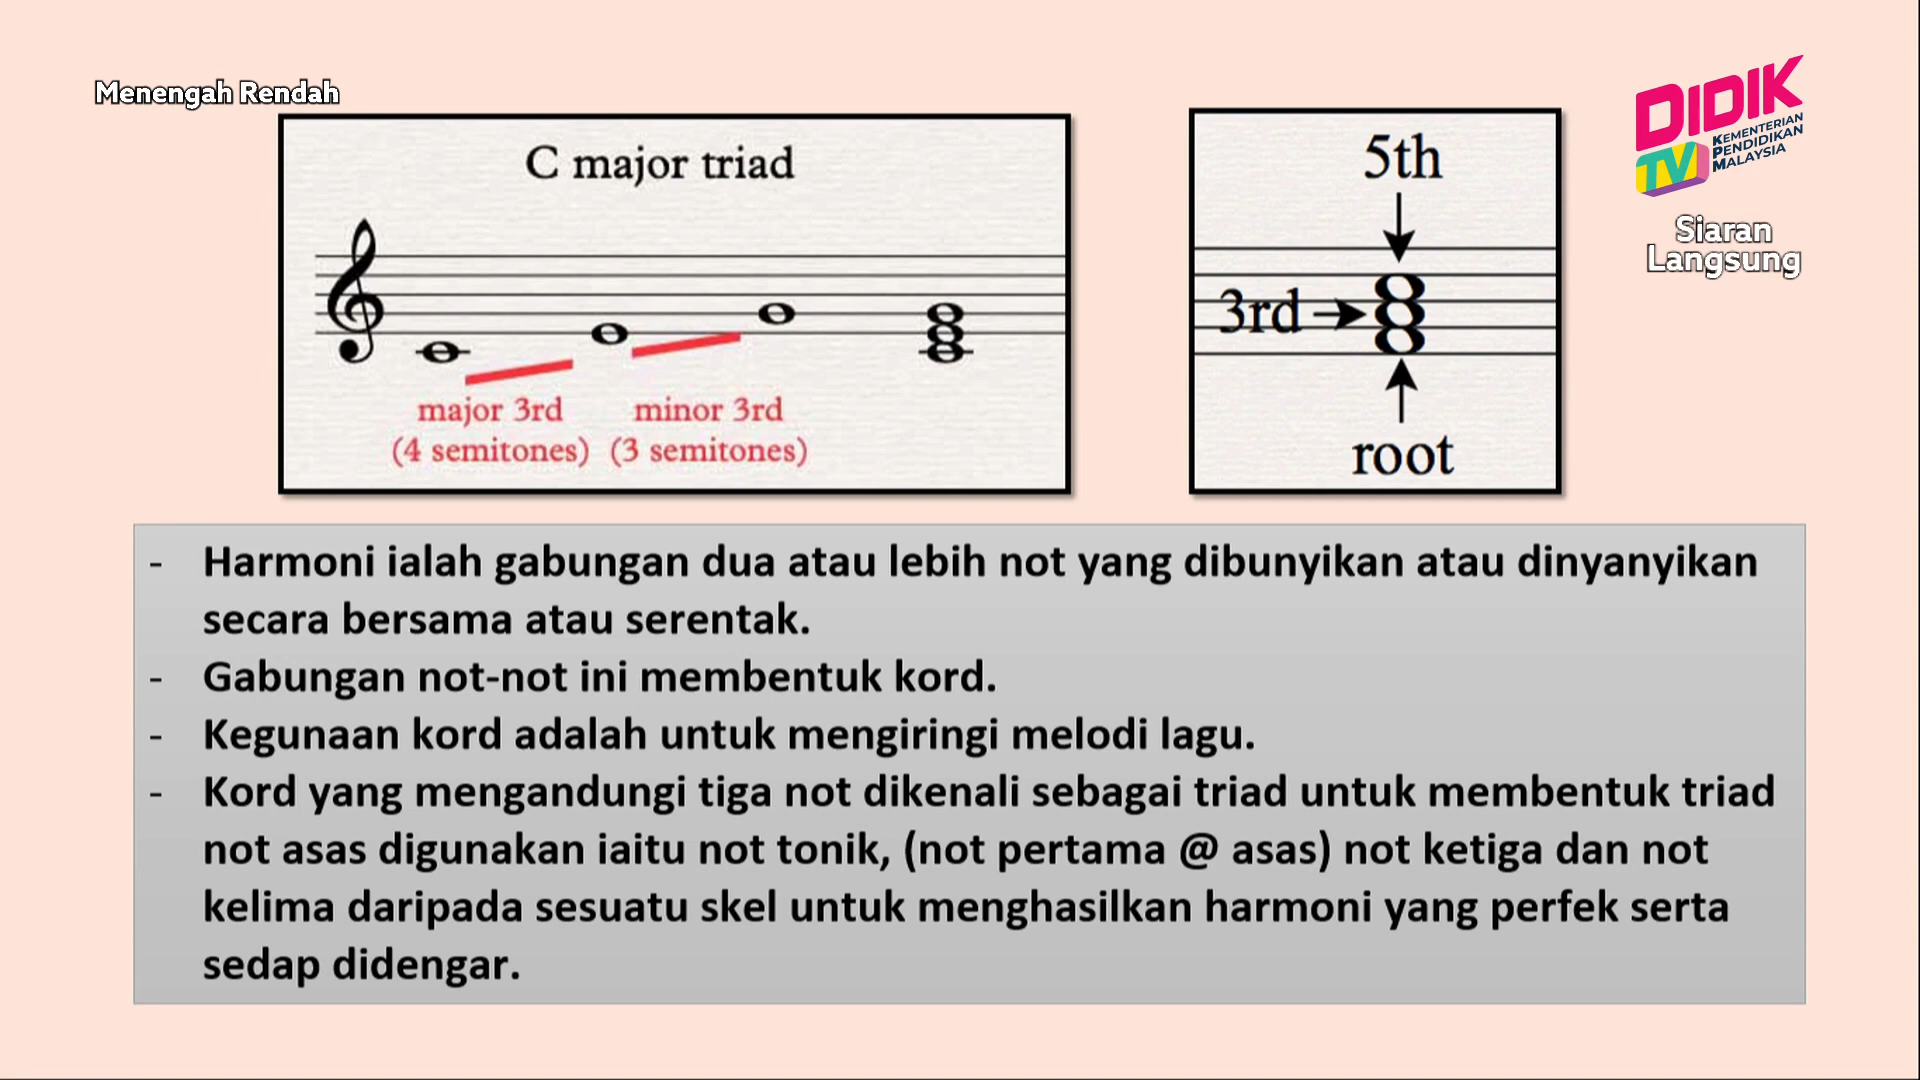 Menengah Rendah
C major triad
major 3rd
(4 semitones)
minor 3rd
(3 semitones)
5th
3rd
root
DIDIK
TV
KEMENTERIAN
PENDIDIKAN
MALAYSIA
Siaran
Langsung
- Harmoni ialah gabungan dua atau lebih not yang dibunyikan atau dinyanyikan
secara bersama atau serentak.
- Gabungan not-not ini membentuk kord.
- Kegunaan kord adalah untuk mengiringi melodi lagu.
- Kord yang mengandungi tiga not dikenali sebagai triad untuk membentuk triad
not asas digunakan iaitu not tonik, (not pertama @ asas) not ketiga dan not
kelima daripada sesuatu skel untuk menghasilkan harmoni yang perfek serta
sedap didengar.